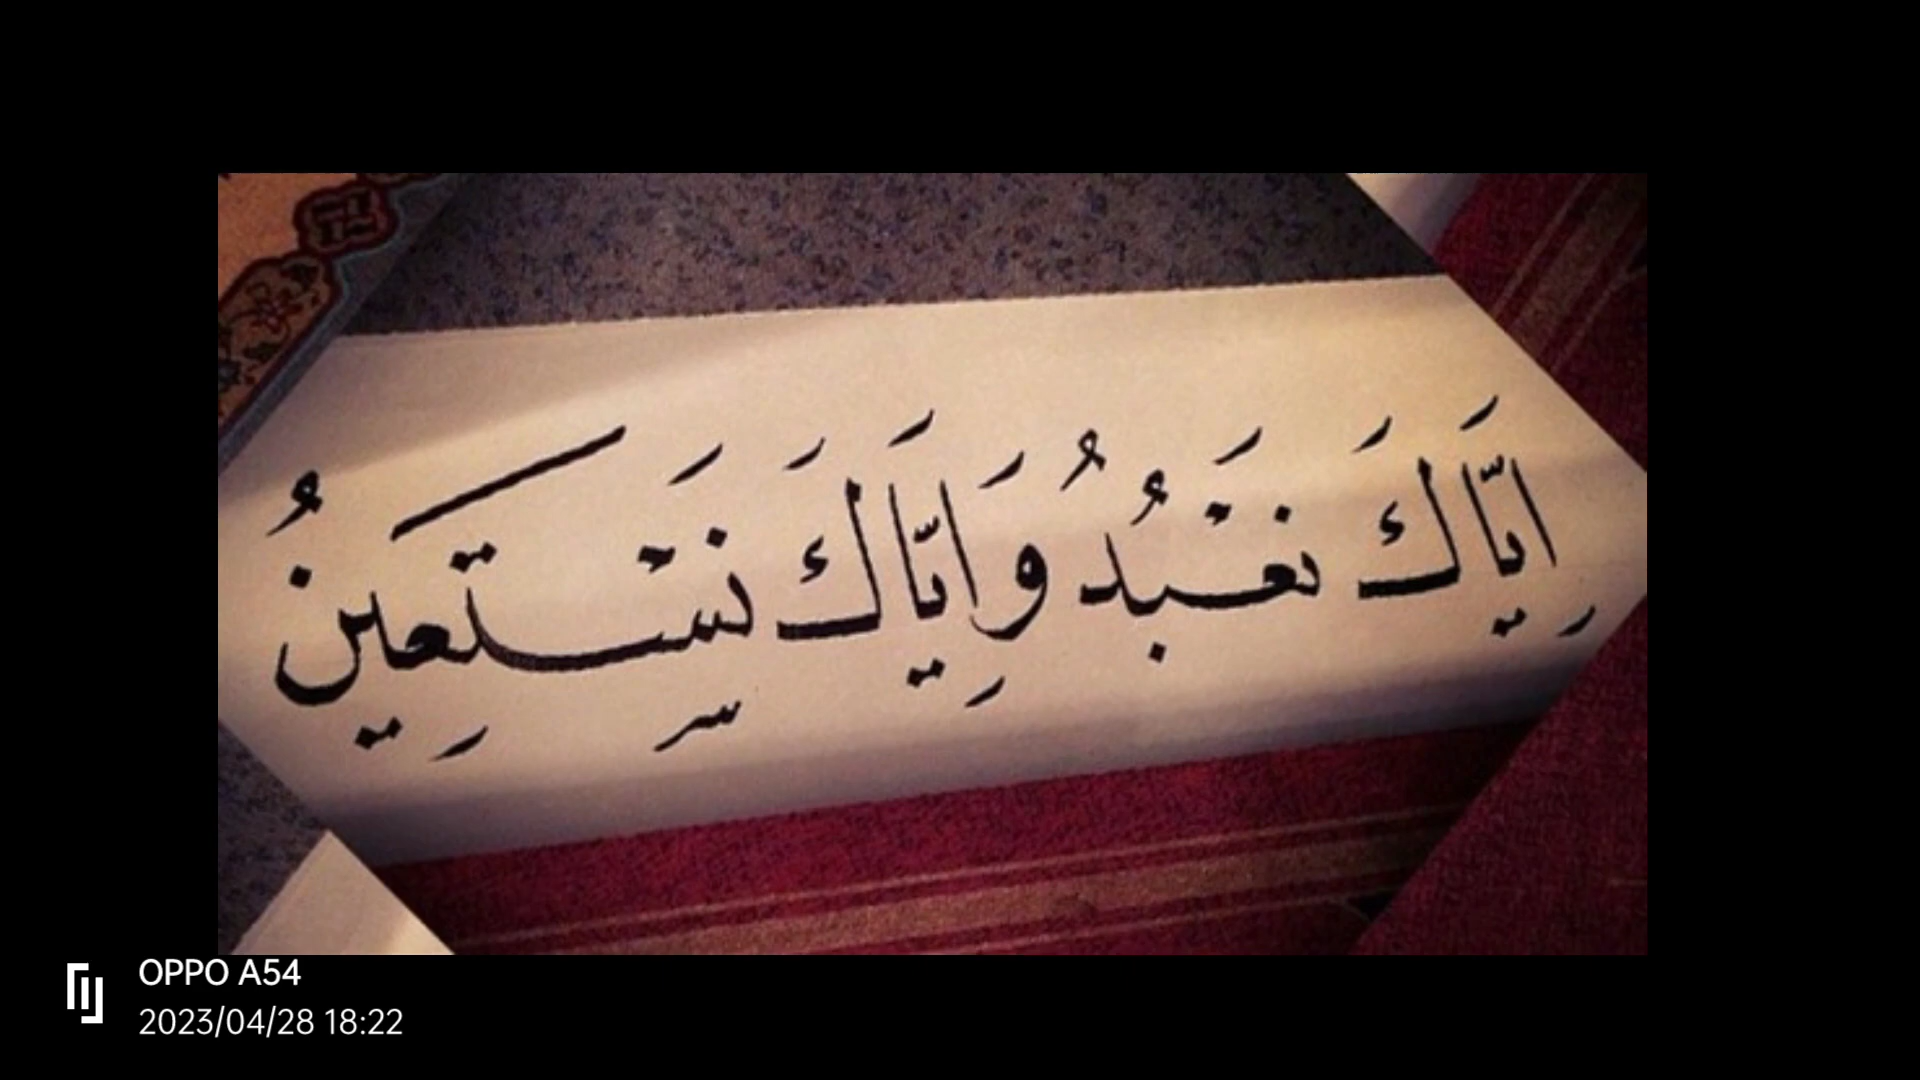 اِيَّاكَ نَعْبُدُ وَاِيَّاكَ نَسْتَعِينُ
OPPO A54
2023/04/28 18:22